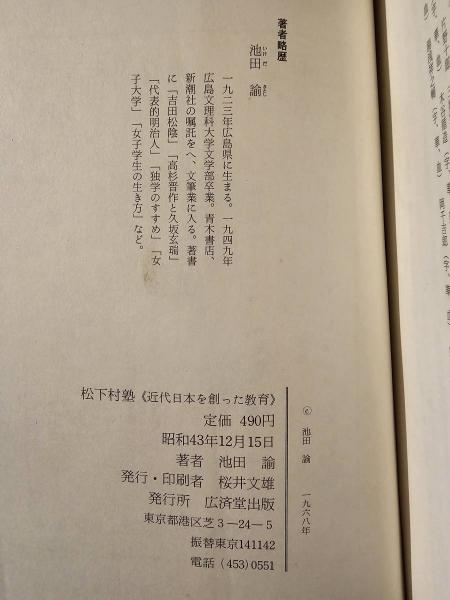 著者略歴
池田　諭
いけだ　さとし
一九二三年広島県に生まる。一九四九年
広島文理科大学文学部卒業。青木書店、
新潮社の嘱託をへ、文筆業に入る。著書
に「吉田松陰」「高杉晋作と久坂玄瑞」
「代表的明治人」「独学のすすめ」「女
子大学」「女子学生の生き方」など。
松下村塾《近代日本を創った教育》
定価 490円
昭和43年12月15日
著者　池田　諭
発行・印刷者　桜井文雄
発行所　広済堂出版
東京都港区芝3－24－5
振替東京141142
電話 (453) 0551
© 池田　諭　一九六八年